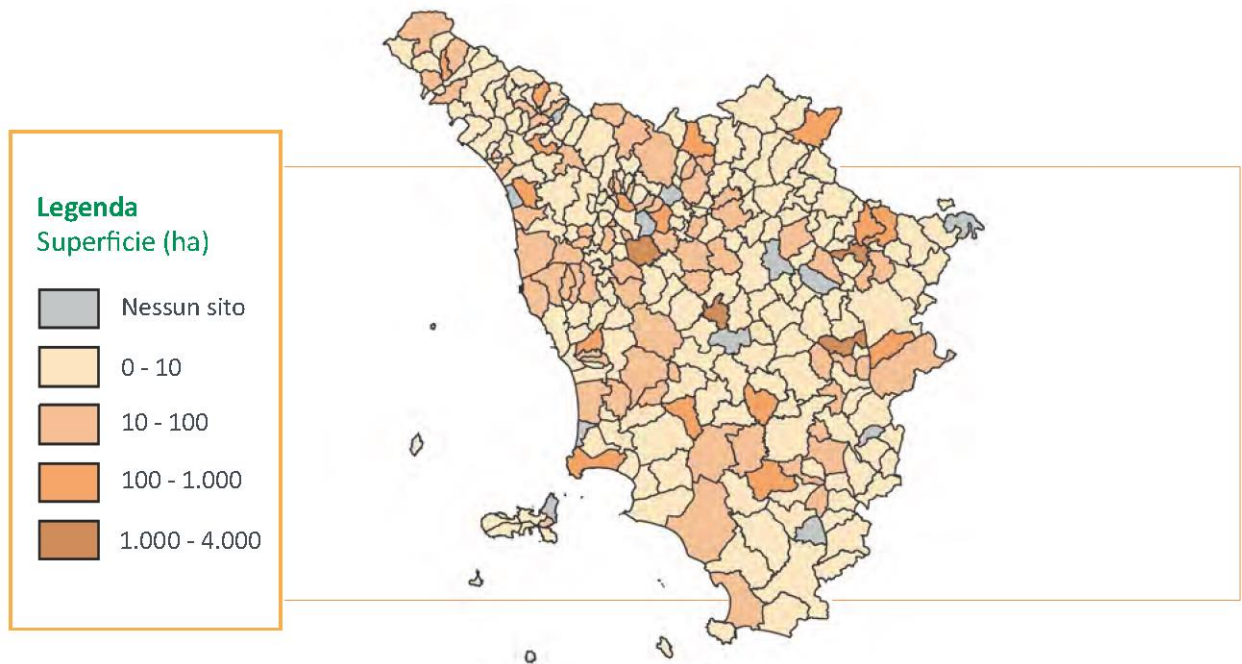 Legenda
Superficie (ha)
Nessun sito
0 - 10
10 - 100
100 - 1.000
1.000 - 4.000